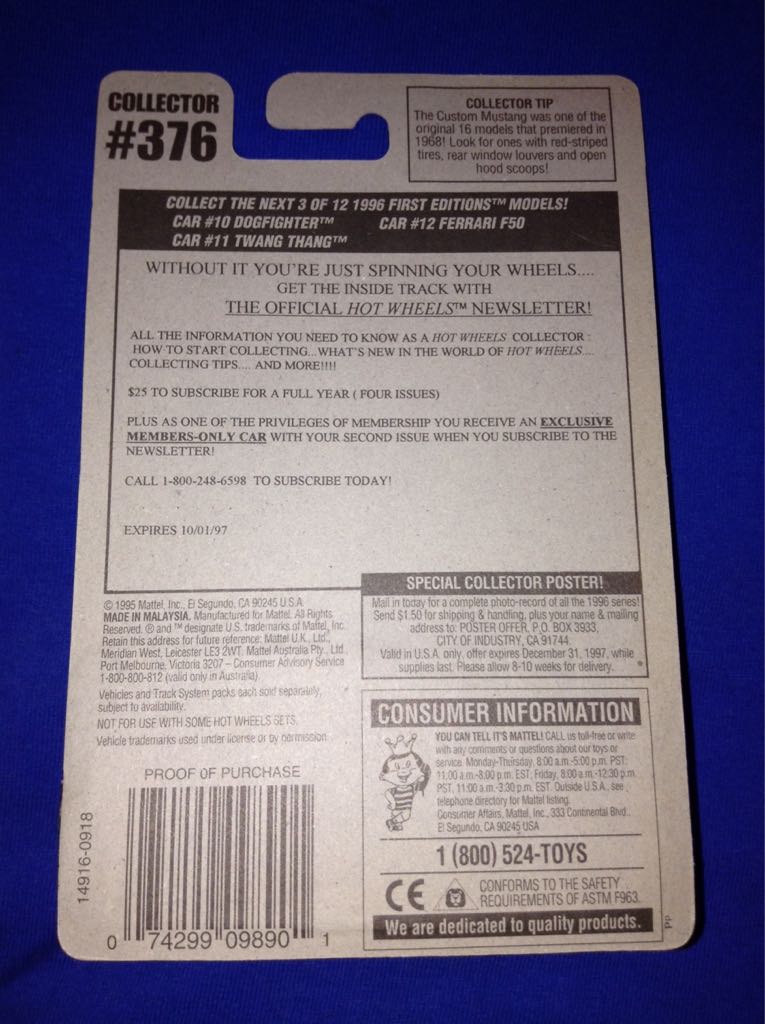 COLLECTOR
#376
COLLECTOR TIP
The Custom Mustang was one of the
original 16 models that premiered in
1968! Look for ones with red-striped
tires, rear window louvers and open
hood scoops!
COLLECT THE NEXT 3 OF 12 1996 FIRST EDITIONS™ MODELS!
CAR #10 DOGFIGHTER™ CAR #12 FERRARI F50
CAR #11 TWANG THANG™
WITHOUT IT YOU'RE JUST SPINNING YOUR WHEELS....
GET THE INSIDE TRACK WITH
THE OFFICIAL HOT WHEELS™ NEWSLETTER!
ALL THE INFORMATION YOU NEED TO KNOW AS A HOT WHEELS COLLECTOR :
HOW TO START COLLECTING...WHAT'S NEW IN THE WORLD OF HOT WHEELS....
COLLECTING TIPS.... AND MORE!!!!
$25 TO SUBSCRIBE FOR A FULL YEAR ( FOUR ISSUES)
PLUS AS ONE OF THE PRIVILEGES OF MEMBERSHIP YOU RECEIVE AN EXCLUSIVE
MEMBERS-ONLY CAR WITH YOUR SECOND ISSUE WHEN YOU SUBSCRIBE TO THE
NEWSLETTER!
CALL 1-800-248-6598 TO SUBSCRIBE TODAY!
EXPIRES 10/01/97
© 1995 Mattel, Inc., El Segundo, CA 90245 U.S.A.
MADE IN MALAYSIA. Manufactured for Mattel. All Rights
Reserved. ® and ™ designate U.S. trademarks of Mattel, Inc.
Retain this address for future reference: Mattel U.K., Ltd.,
Meridian West, Leicester LE3 2WT. Mattel Australia Pty., Ltd.
Port Melbourne, Victoria 3207 – Consumer Advisory Service
1-800-800-812 (valid only in Australia).
Vehicles and Track System packs each sold separately,
subject to availability.
NOT FOR USE WITH SOME HOT WHEELS SETS.
Vehicle trademarks used under license or by permission.
SPECIAL COLLECTOR POSTER!
Mail in today for a complete photo-record of all the 1996 series!
Send $1.50 for shipping & handling, plus your name & mailing
address to: POSTER OFFER, P.O. BOX 3933,
CITY OF INDUSTRY, CA 91744.
Valid in U.S.A. only, offer expires December 31, 1997, while
supplies last. Please allow 8-10 weeks for delivery.
CONSUMER INFORMATION
YOU CAN TELL IT'S MATTEL! CALL us toll-free or write
with any comments or questions about our toys or
service. Monday-Thursday, 8:00 a.m.-5:00 p.m. PST:
11:00 a.m.-8:00 p.m. EST; Friday, 8:00 a.m.-12:30 p.m.
PST, 11:00 a.m.-3:30 p.m. EST. Outside U.S.A., see
telephone directory for Mattel listing.
Consumer Affairs, Mattel, Inc., 333 Continental Blvd.,
El Segundo, CA 90245 USA
1 (800) 524-TOYS
CE
CONFORMS TO THE SAFETY
REQUIREMENTS OF ASTM F963.
We are dedicated to quality products.
pp
PROOF OF PURCHASE
14916-0918
0 74299 09890 1